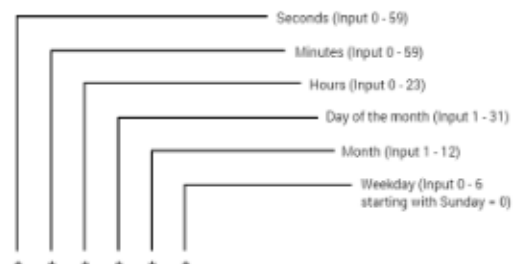 Seconds (Input 0 - 59)
Minutes (Input 0 - 59)
Hours (Input 0 - 23)
Day of the month (Input 1 - 31)
Month (Input 1 - 12)
Weekday (Input 0 - 6
starting with Sunday = 0)
* * * * * *